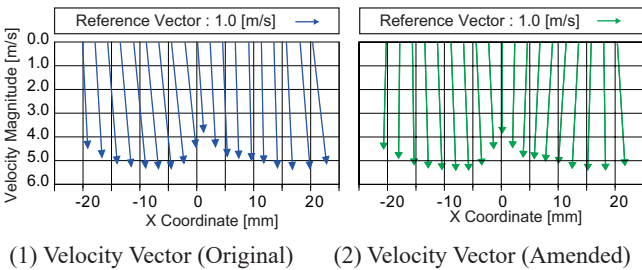 Reference Vector : 1.0 [m/s]
Reference Vector : 1.0 [m/s]
Velocity Magnitude [m/s]
0.0
1.0
2.0
3.0
4.0
5.0
6.0
-20 -10 0 10 20
X Coordinate [mm]
-20 -10 0 10 20
X Coordinate [mm]
(1) Velocity Vector (Original)
(2) Velocity Vector (Amended)